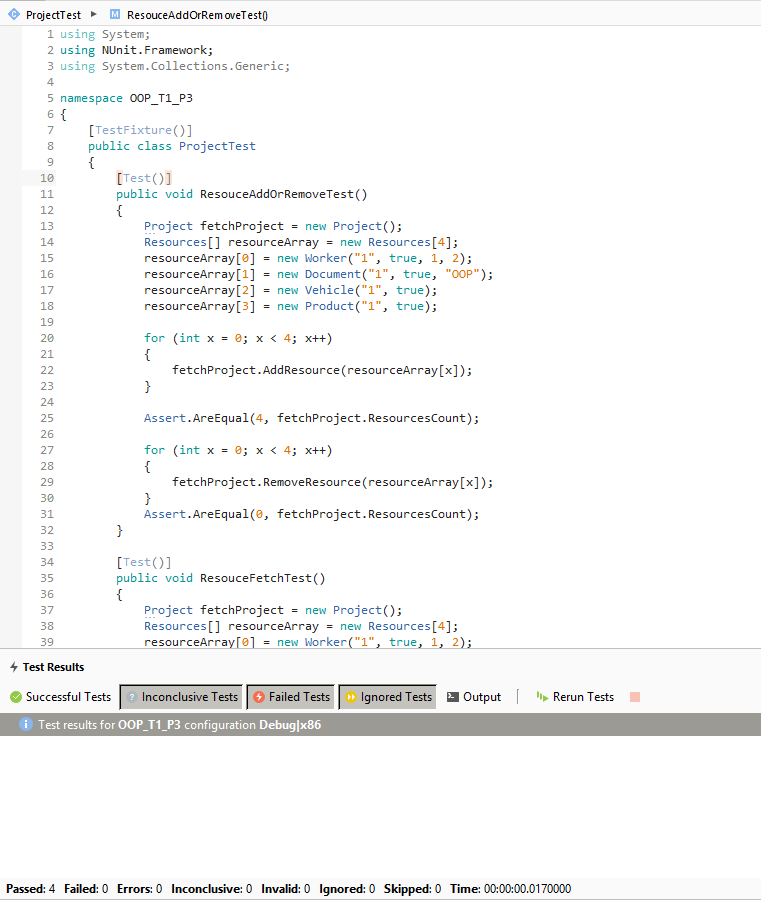 ProjectTest ▶ M ResouceAddOrRemoveTest()
1 using System;
2 using NUnit.Framework;
3 using System.Collections.Generic;
4
5 namespace OOP_T1_P3
6 {
7 [TestFixture()]
8 public class ProjectTest
9 {
10 [Test()]
11 public void ResouceAddOrRemoveTest()
12 {
13 Project fetchProject = new Project();
14 Resources[] resourceArray = new Resources[4];
15 resourceArray[0] = new Worker("1", true, 1, 2);
16 resourceArray[1] = new Document("1", true, "OOP");
17 resourceArray[2] = new Vehicle("1", true);
18 resourceArray[3] = new Product("1", true);
19
20 for (int x = 0; x < 4; x++)
21 {
22 fetchProject.AddResource(resourceArray[x]);
23 }
24
25 Assert.AreEqual(4, fetchProject.ResourcesCount);
26
27 for (int x = 0; x < 4; x++)
28 {
29 fetchProject.RemoveResource(resourceArray[x]);
30 }
31 Assert.AreEqual(0, fetchProject.ResourcesCount);
32 }
33
34 [Test()]
35 public void ResouceFetchTest()
36 {
37 Project fetchProject = new Project();
38 Resources[] resourceArray = new Resources[4];
39 resourceArray[0] = new Worker("1", true, 1, 2);
Test Results
Successful Tests Inconclusive Tests Failed Tests Ignored Tests Output Rerun Tests
Test results for OOP_T1_P3 configuration Debug|x86
Passed: 4 Failed: 0 Errors: 0 Inconclusive: 0 Invalid: 0 Ignored: 0 Skipped: 0 Time: 00:00:00.0170000